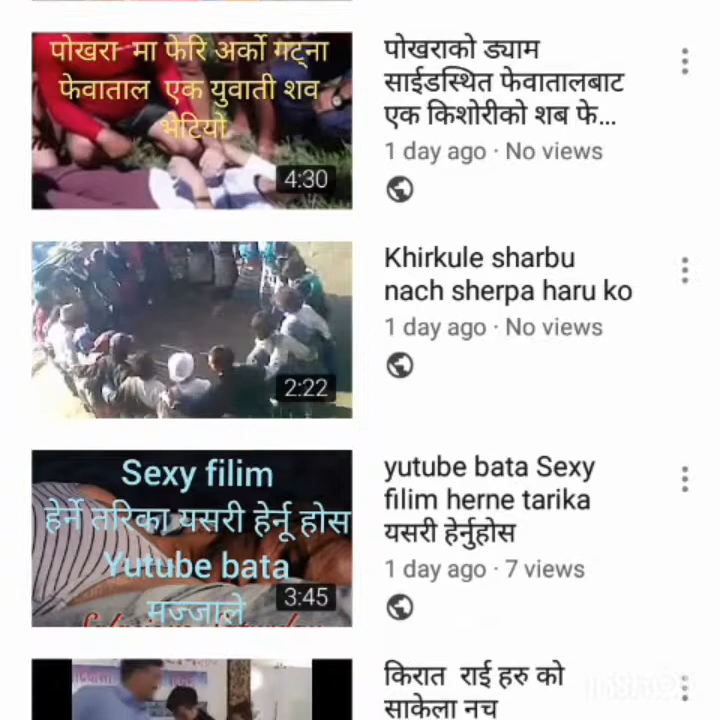 पोखरा मा फेरि अर्को गट्ना
फेवाताल एक युवाती शव
भेटियो
4:30
पोखराको ड्याम
साईडस्थित फेवातालबाट
एक किशोरीको शब फे...
1 day ago · No views
2:22
Khirkule sharbu
nach sherpa haru ko
1 day ago · No views
Sexy filim
हेर्ने तरिका यसरी हेर्नू होस
Yutube bata
मज्जाले
3:45
yutube bata Sexy
filim herne tarika
यसरी हेर्नुहोस
1 day ago · 7 views
किरात राई हरु को
साकेला नच